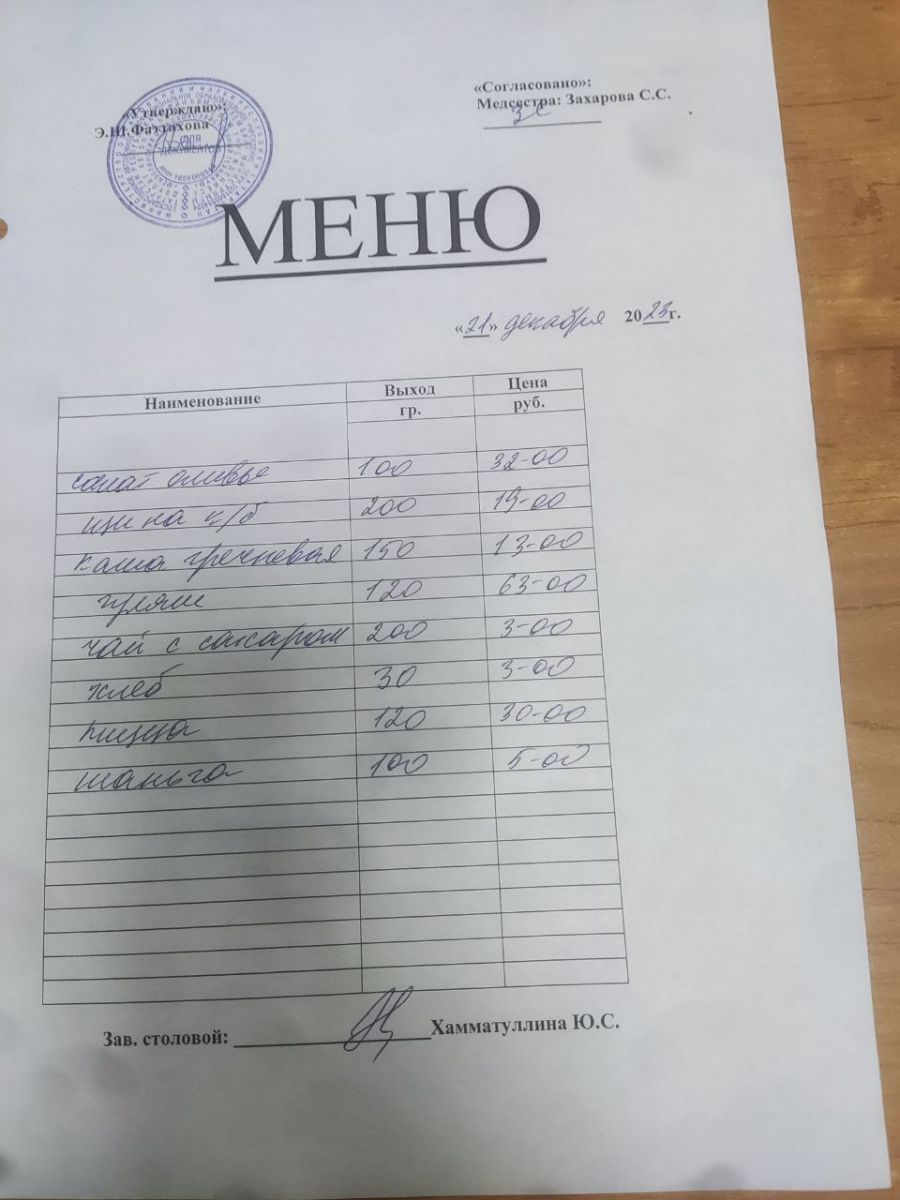 «Утверждаю»:
Э.Ш.Фаттахова
ДЛЯ
ДОКУМЕНТОВ
«Согласовано»:
Медсестра: Захарова С.С.
МЕНЮ
«21» декабря 2023г.
Наименование Выход гр. Цена руб.
салат оливье 100 32-00
щи на к/б 200 19-00
каша гречневая 150 13-00
гуляш 120 63-00
чай с сахаром 200 3-00
хлеб 30 3-00
пицца 120 30-00
шаньга 100 5-00
Зав. столовой: Хамматуллина Ю.С.